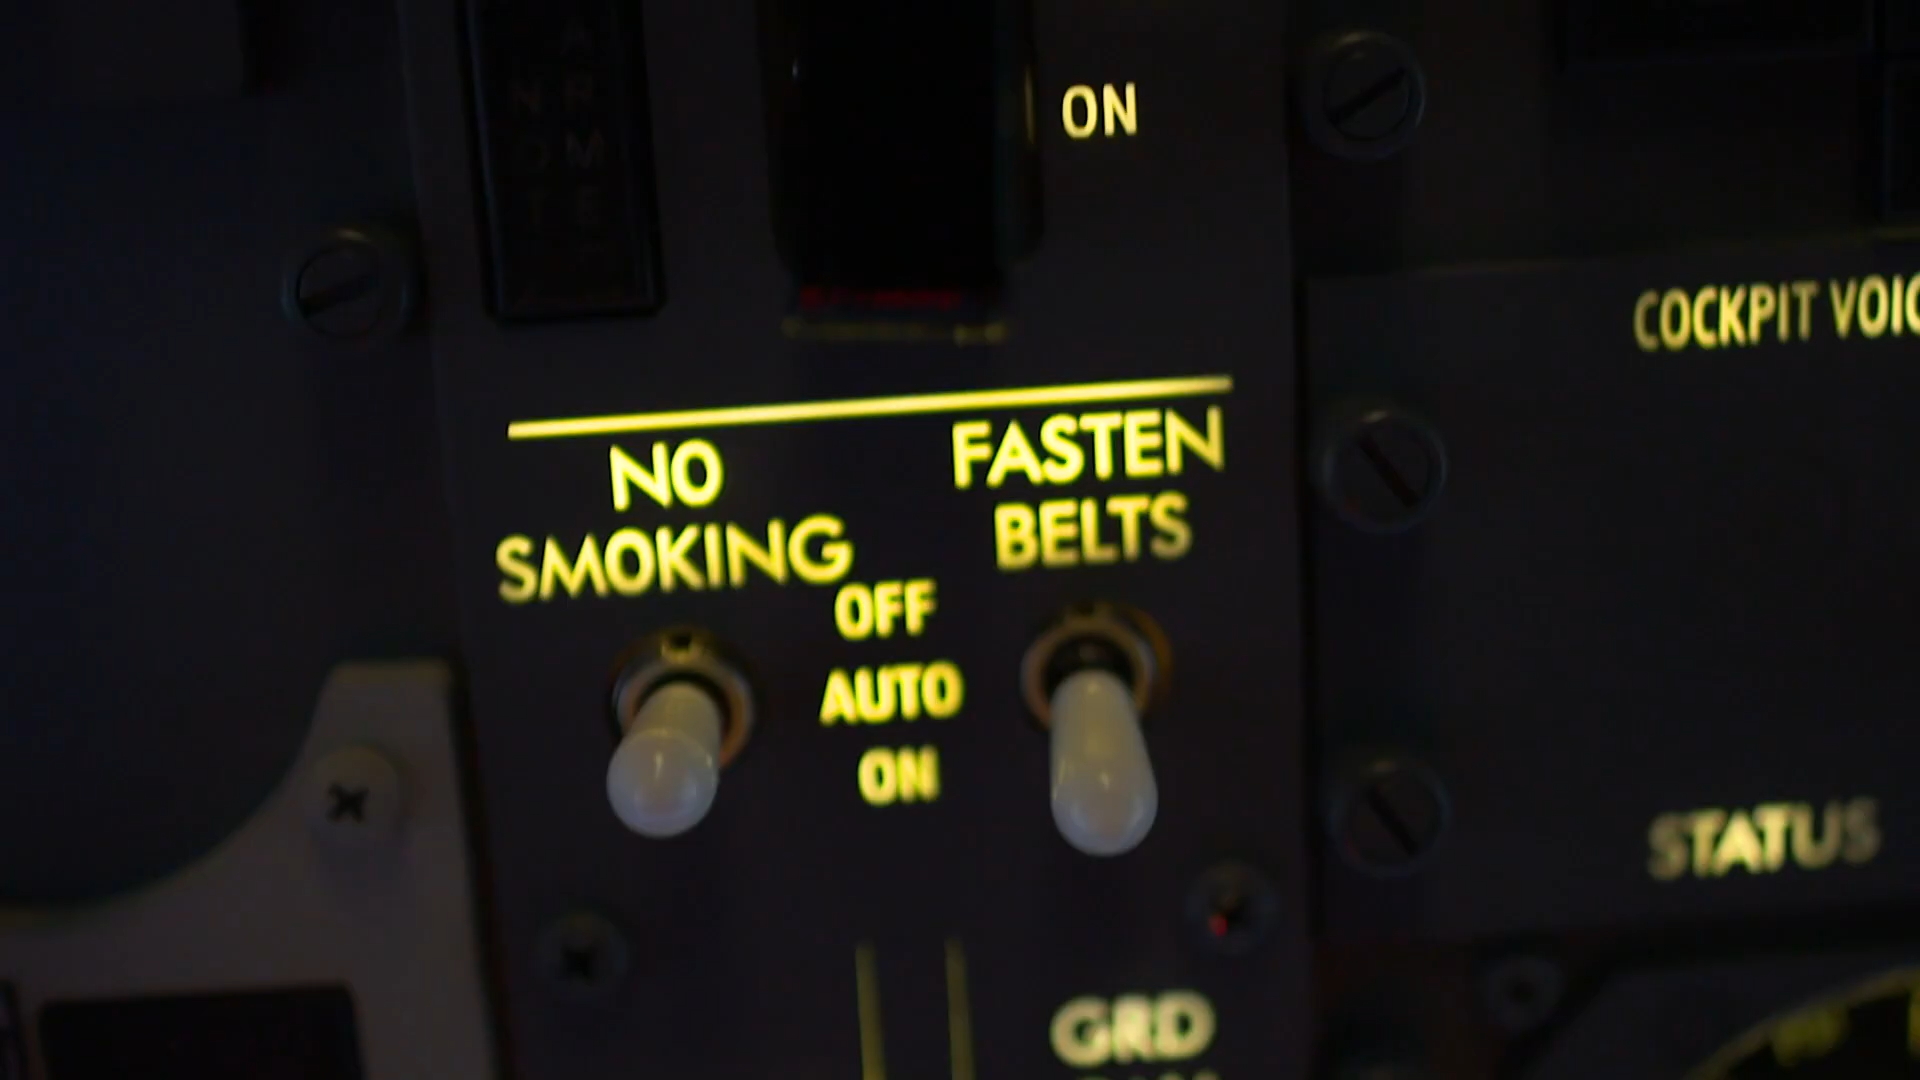 ON
COCKPIT VOIC
NO
SMOKING
FASTEN
BELTS
OFF
AUTO
ON
STATUS
GRD